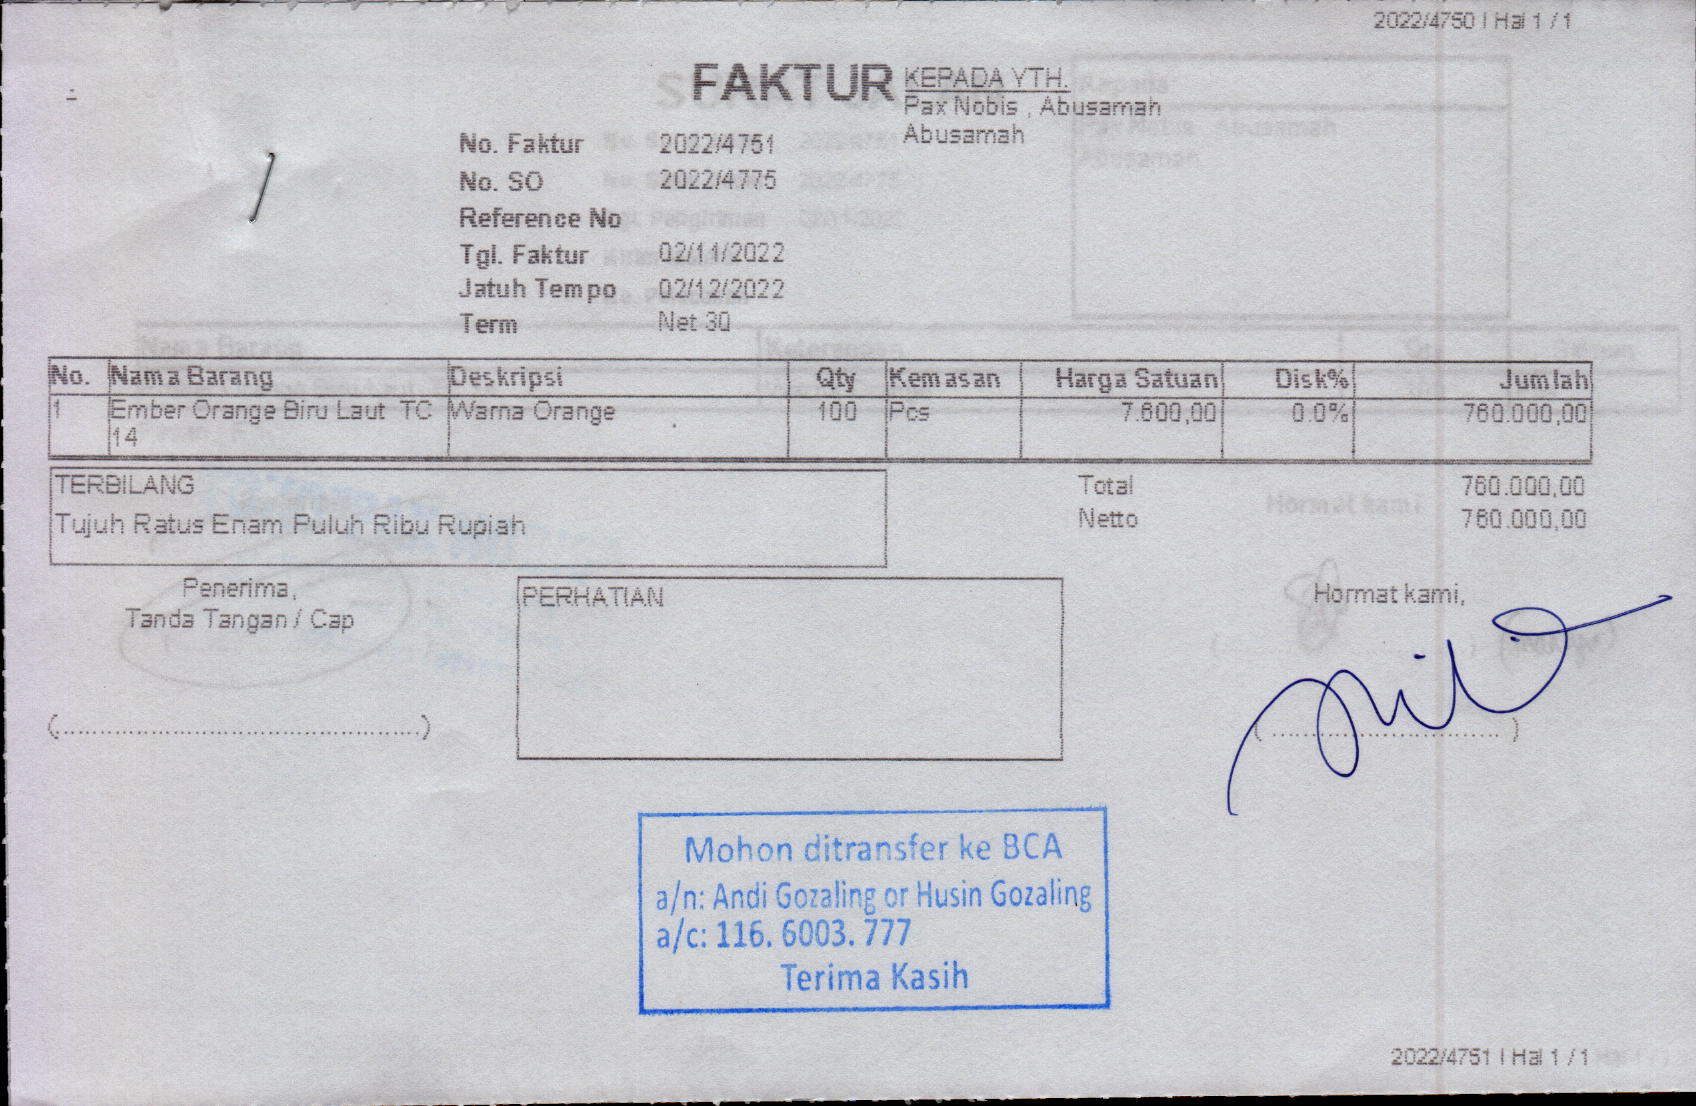 2022/4750 | Hal 1 / 1
FAKTUR
KEPADA YTH.
Pax Nobis , Abusamah
Abusamah
No. Faktur 2022/4751
No. SO 2022/4775
Reference No
Tgl. Faktur 02/11/2022
Jatuh Tempo 02/12/2022
Term Net 30
No. Nama Barang Deskripsi Qty Kemasan Harga Satuan Disk% Jumlah
1 Ember Orange Biru Laut TC Warna Orange 100 Pcs 7.600,00 0.0% 760.000,00
14
TERBILANG
Tujuh Ratus Enam Puluh Ribu Rupiah
Total 760.000,00
Netto 760.000,00
Penerima,
Tanda Tangan / Cap
PERHATIAN
Hormat kami,
Mohon ditransfer ke BCA
a/n: Andi Gozaling or Husin Gozaling
a/c: 116. 6003. 777
Terima Kasih
2022/4751 | Hal 1 / 1